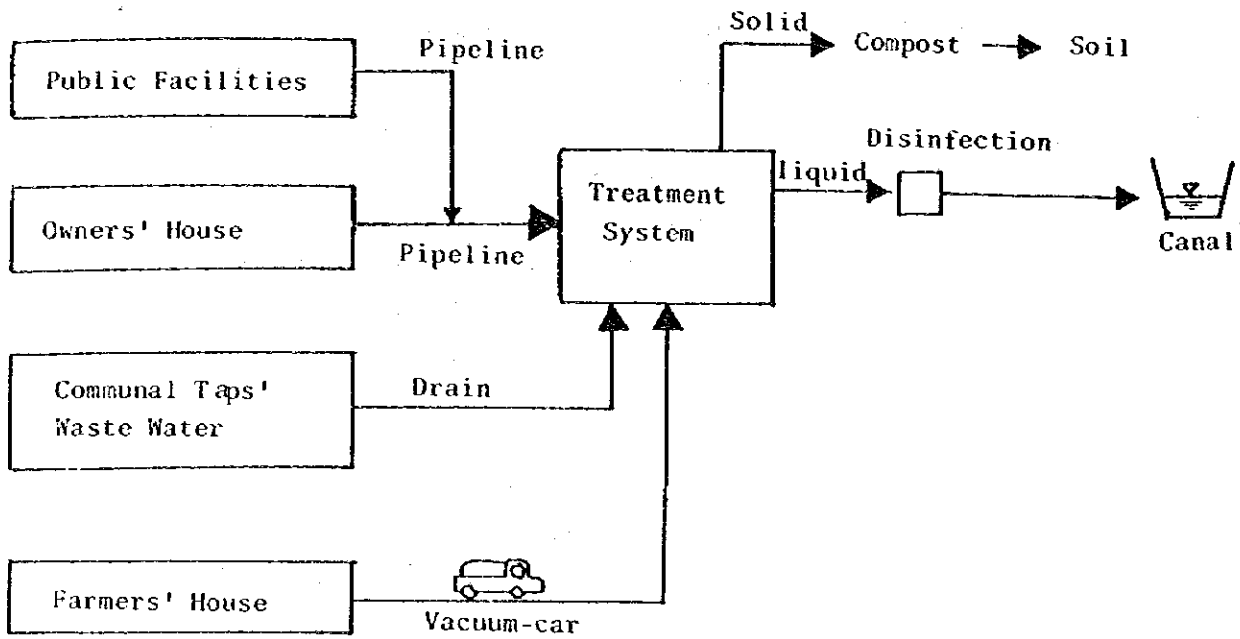 Solid
Compost
Soil
Pipeline
Public Facilities
Disinfection
liquid
Treatment
System
Owners' House
Pipeline
Canal
Communal Taps'
Waste Water
Drain
Farmers' House
Vacuum-car